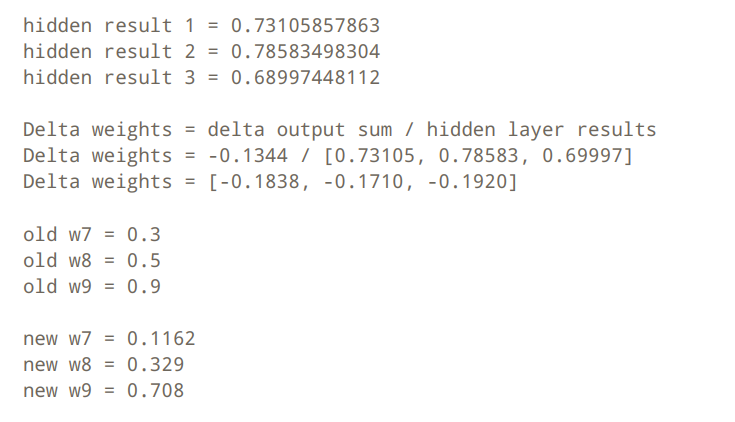 hidden result 1 = 0.73105857863
hidden result 2 = 0.78583498304
hidden result 3 = 0.68997448112
Delta weights = delta output sum / hidden layer results
Delta weights = -0.1344 / [0.73105, 0.78583, 0.69997]
Delta weights = [-0.1838, -0.1710, -0.1920]
old w7 = 0.3
old w8 = 0.5
old w9 = 0.9
new w7 = 0.1162
new w8 = 0.329
new w9 = 0.708